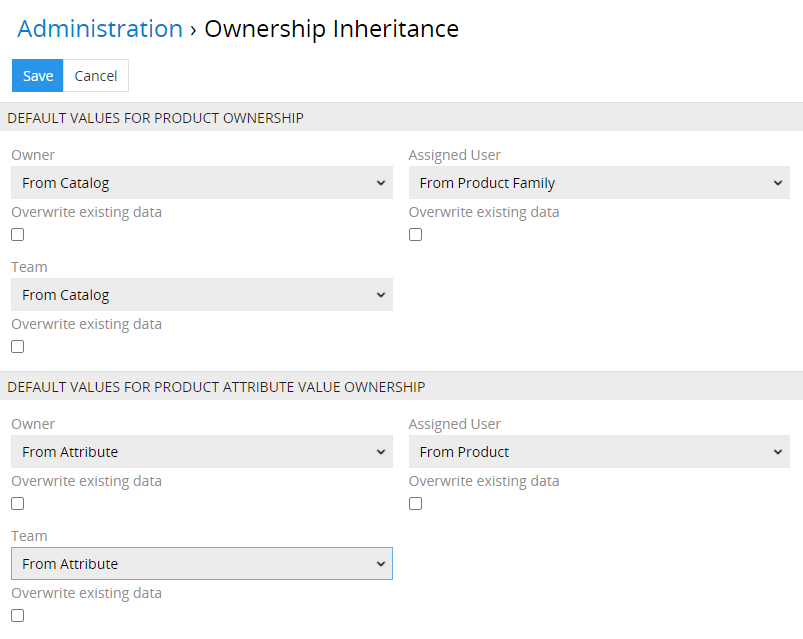 Administration › Ownership Inheritance
Save Cancel
DEFAULT VALUES FOR PRODUCT OWNERSHIP
Owner Assigned User
From Catalog From Product Family
Overwrite existing data Overwrite existing data
Team
From Catalog
Overwrite existing data
DEFAULT VALUES FOR PRODUCT ATTRIBUTE VALUE OWNERSHIP
Owner Assigned User
From Attribute From Product
Overwrite existing data Overwrite existing data
Team
From Attribute
Overwrite existing data